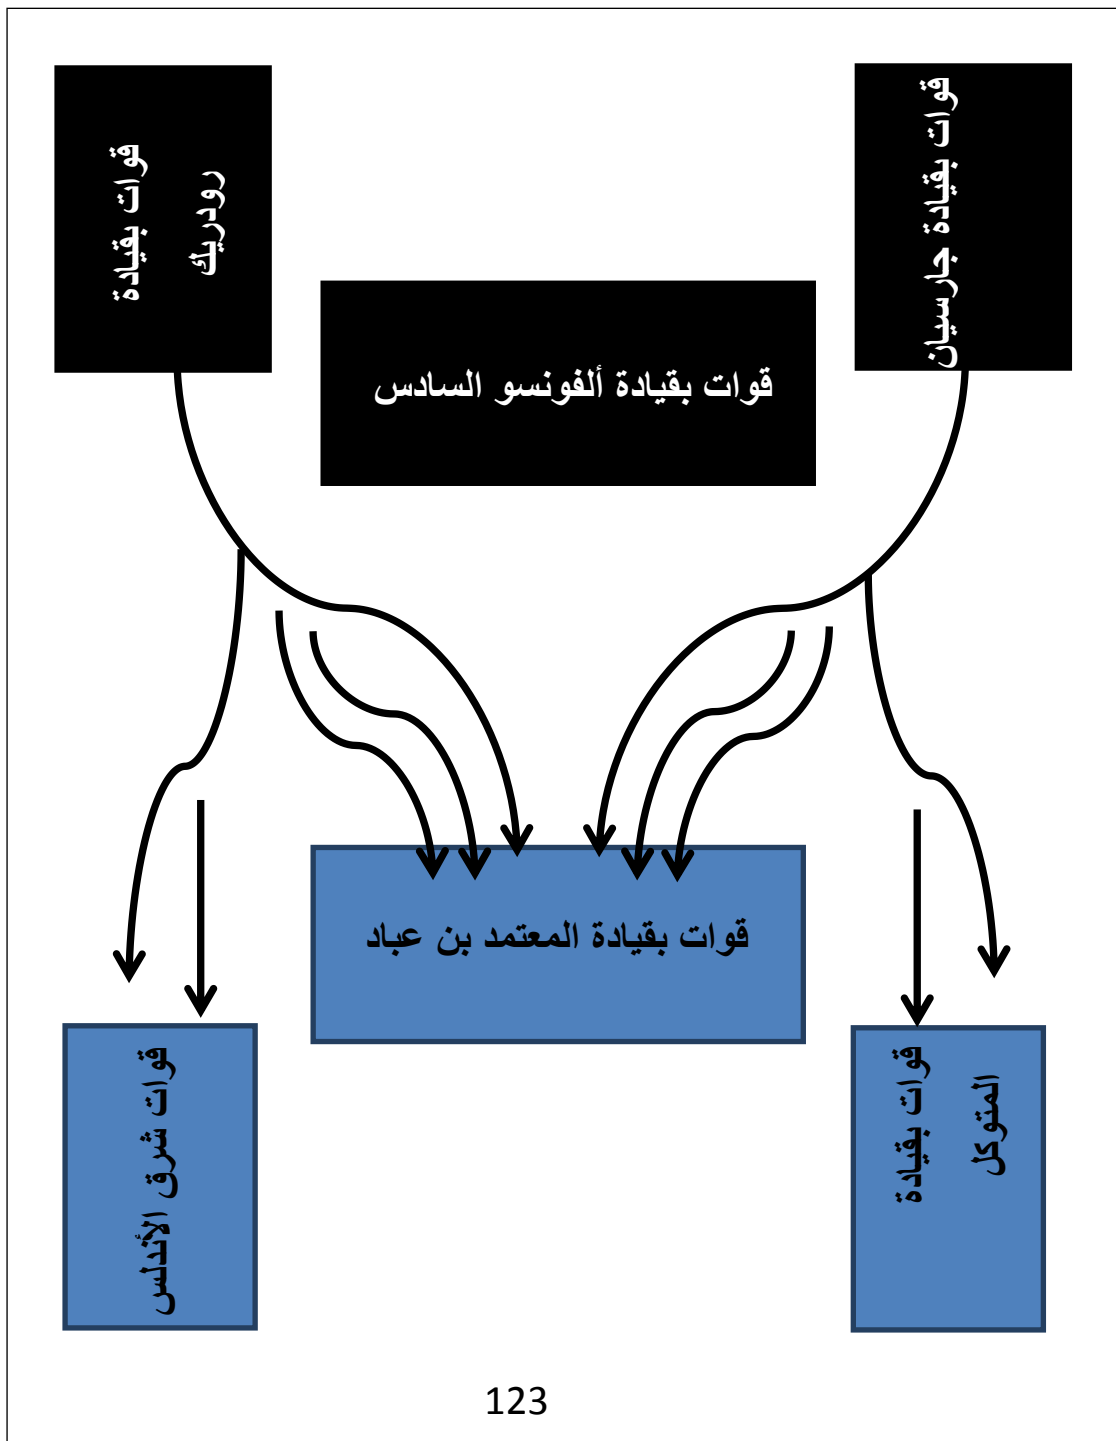 قوات بقيادة جارسيان
قوات بقيادة
رودريك
قوات بقيادة ألفونسو السادس
قوات بقيادة المعتمد بن عباد
قوات بقيادة
المتوكل
قوات شرق الأندلس
123